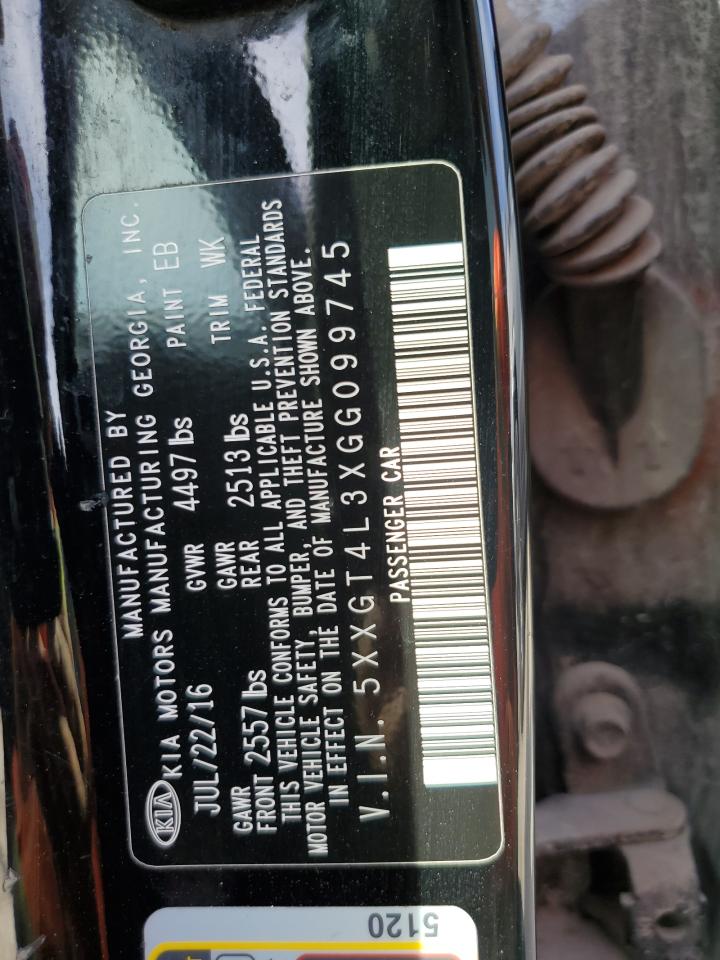 MANUFACTURED BY
KIA KIA MOTORS MANUFACTURING GEORGIA, INC.
JUL/22/16 GVWR 4497 lbs PAINT EB
GAWR FRONT 2557 lbs GAWR REAR 2513 lbs TRIM WK
THIS VEHICLE CONFORMS TO ALL APPLICABLE U.S.A. FEDERAL
MOTOR VEHICLE SAFETY, BUMPER, AND THEFT PREVENTION STANDARDS
IN EFFECT ON THE DATE OF MANUFACTURE SHOWN ABOVE.
V.I.N. 5XXGT4L3XGG099745
PASSENGER CAR
5120